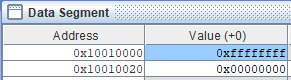 Data Segment
Address Value (+0)
0x10010000 0xffffffff
0x10010020 0x00000000